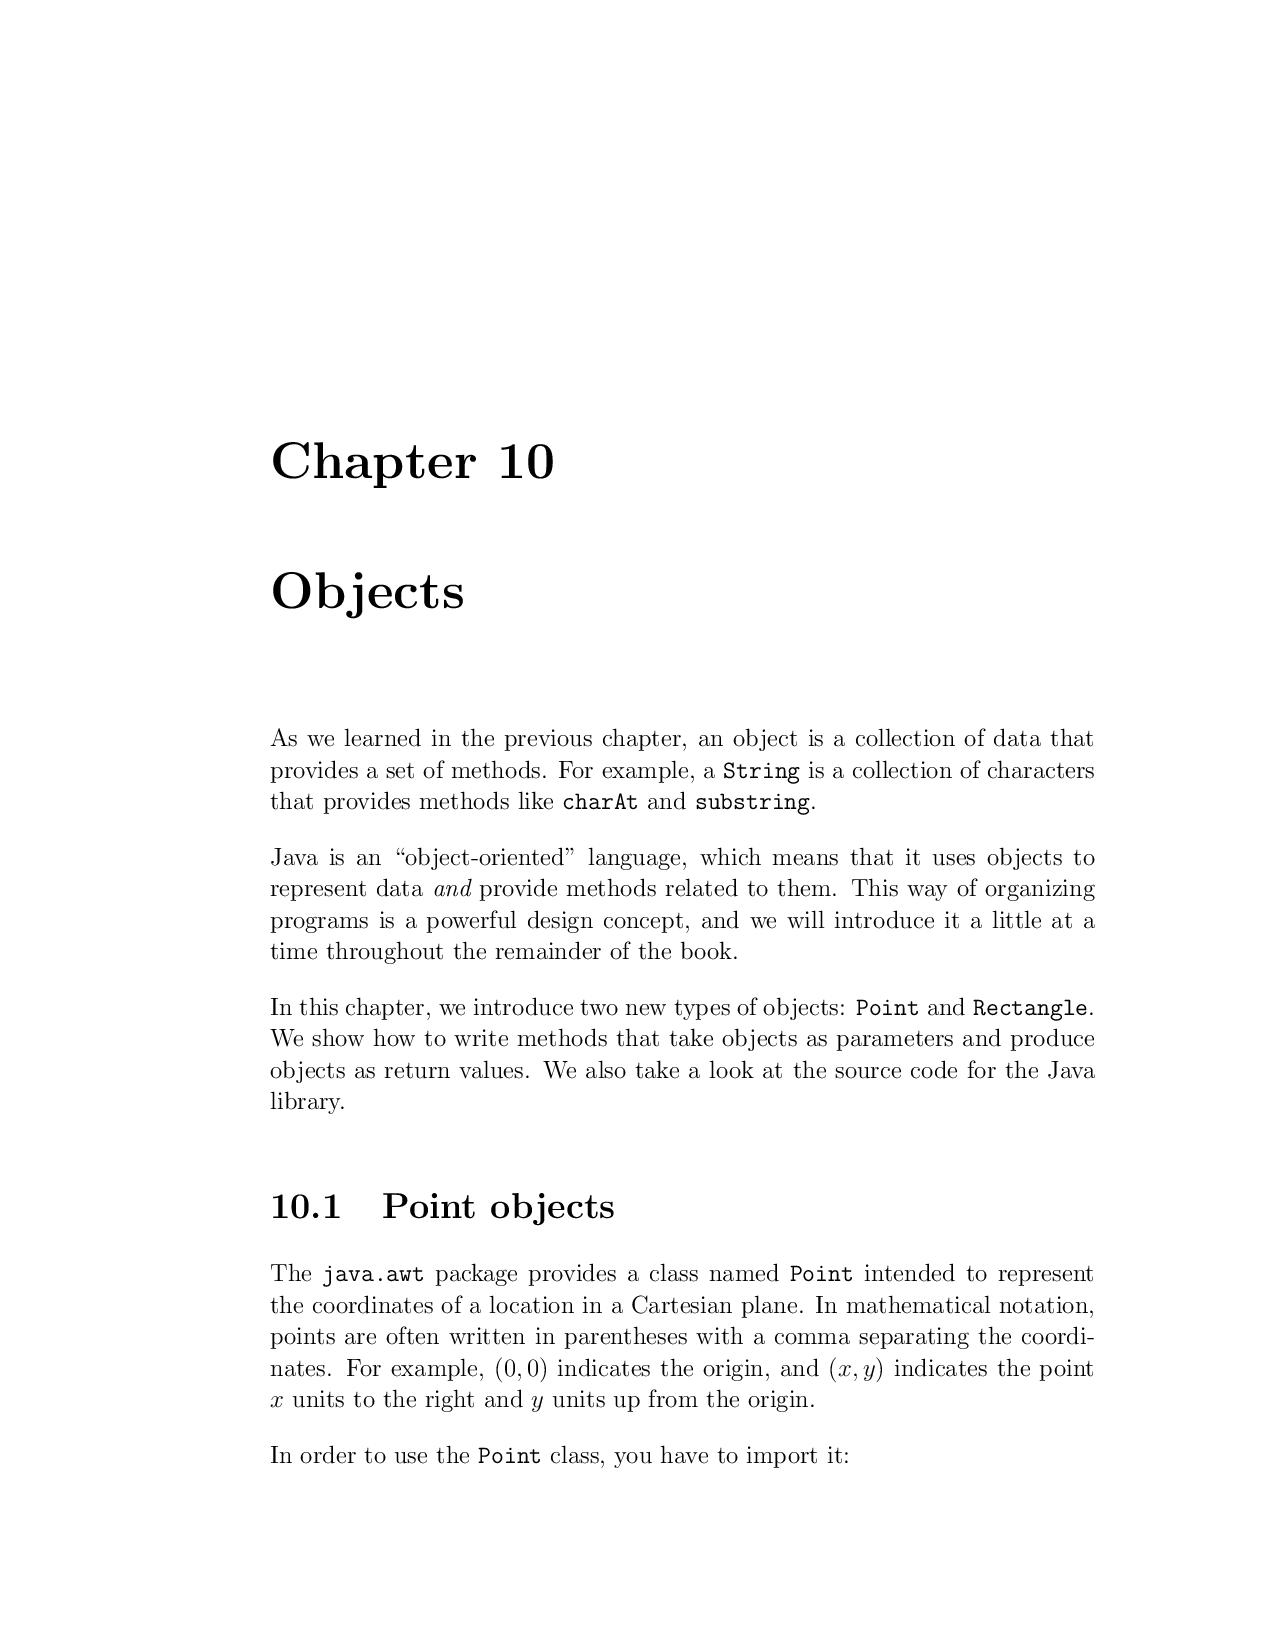 Chapter 10
Objects
As we learned in the previous chapter, an object is a collection of data that
provides a set of methods. For example, a String is a collection of characters
that provides methods like charAt and substring.
Java is an “object-oriented” language, which means that it uses objects to
represent data and provide methods related to them. This way of organizing
programs is a powerful design concept, and we will introduce it a little at a
time throughout the remainder of the book.
In this chapter, we introduce two new types of objects: Point and Rectangle.
We show how to write methods that take objects as parameters and produce
objects as return values. We also take a look at the source code for the Java
library.
10.1 Point objects
The java.awt package provides a class named Point intended to represent
the coordinates of a location in a Cartesian plane. In mathematical notation,
points are often written in parentheses with a comma separating the coordi-
nates. For example, (0, 0) indicates the origin, and (x, y) indicates the point
x units to the right and y units up from the origin.
In order to use the Point class, you have to import it: